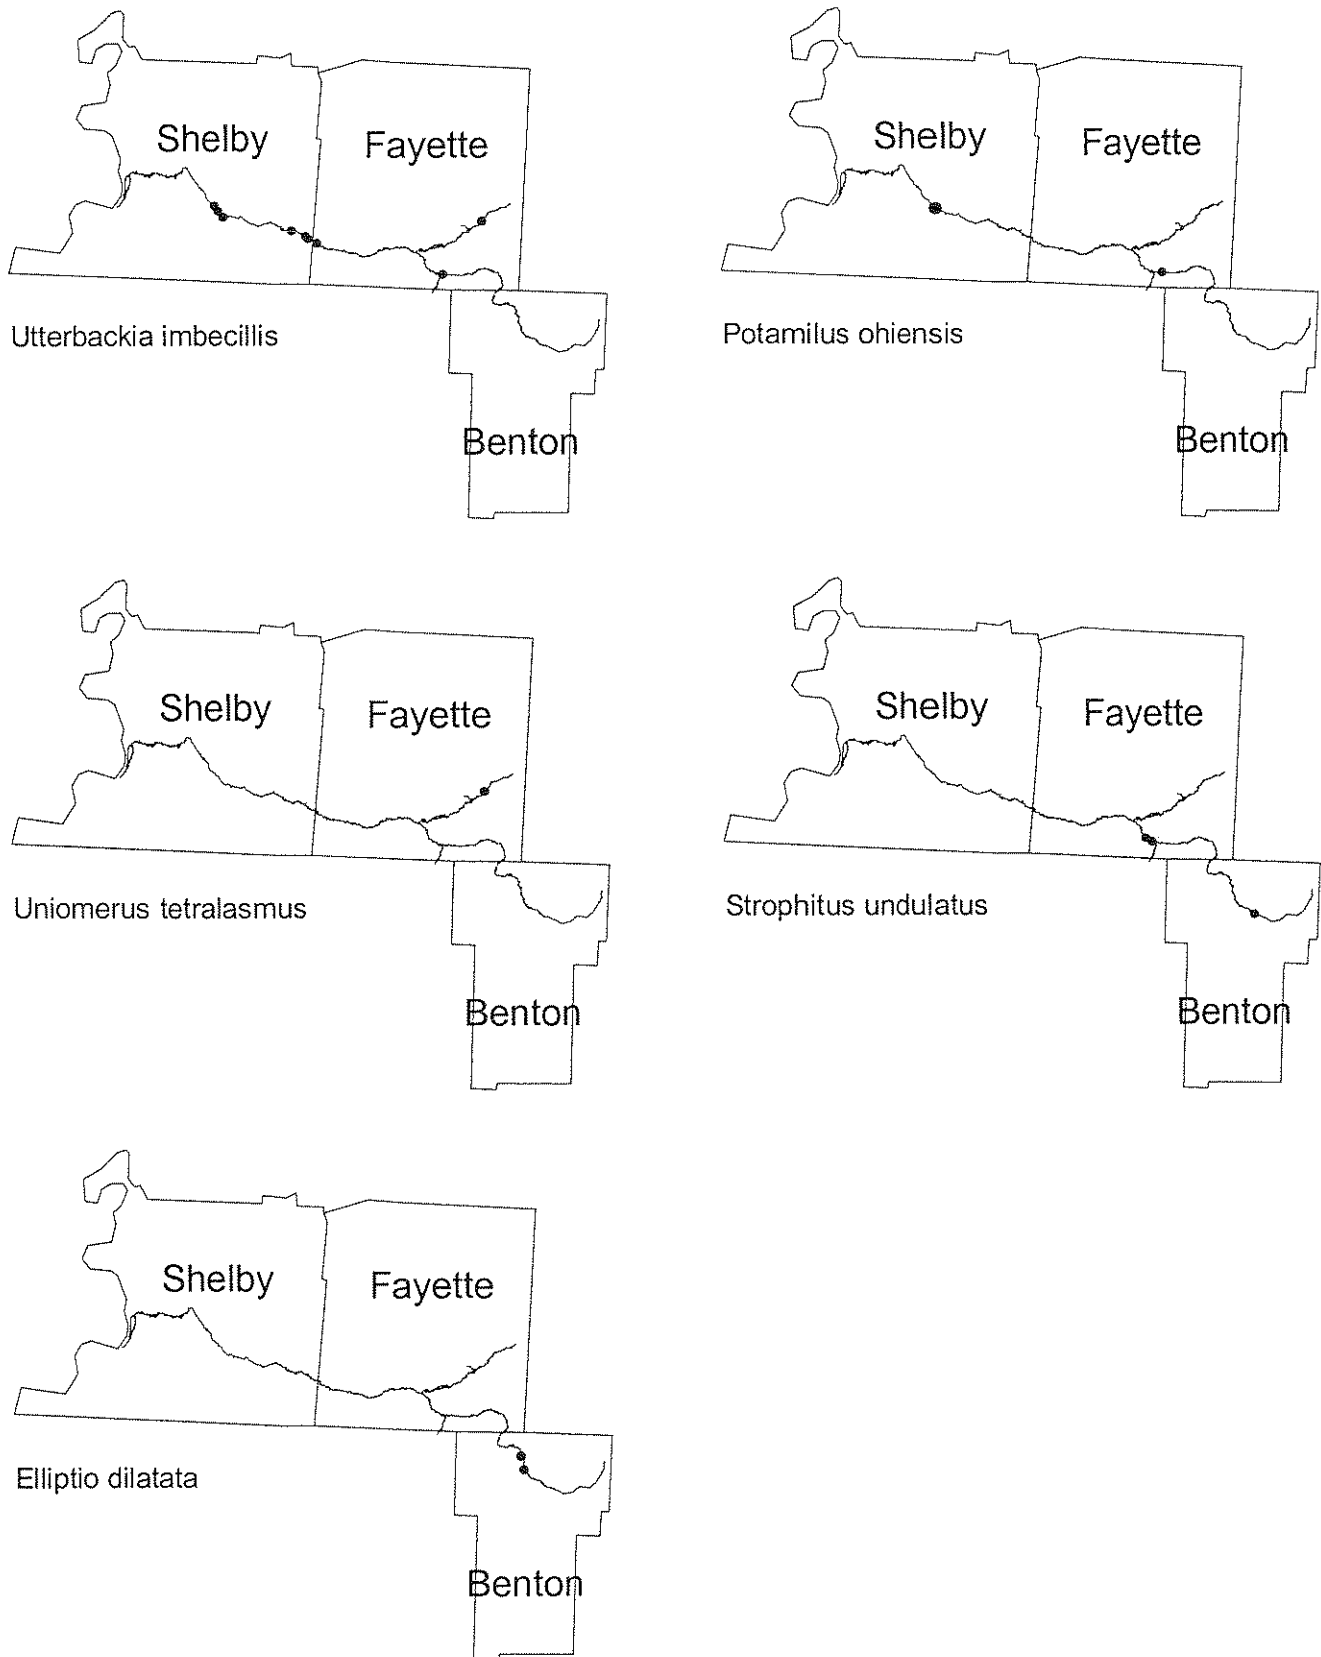 Shelby
Fayette
Benton
Utterbackia imbecillis
Shelby
Fayette
Benton
Potamilus ohiensis
Shelby
Fayette
Benton
Uniomerus tetralasmus
Shelby
Fayette
Benton
Strophitus undulatus
Shelby
Fayette
Benton
Elliptio dilatata